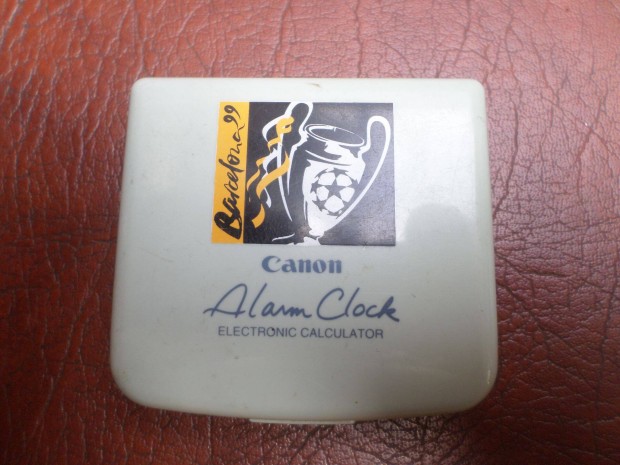 Barcelona 99
Canon
Alarm Clock
ELECTRONIC CALCULATOR